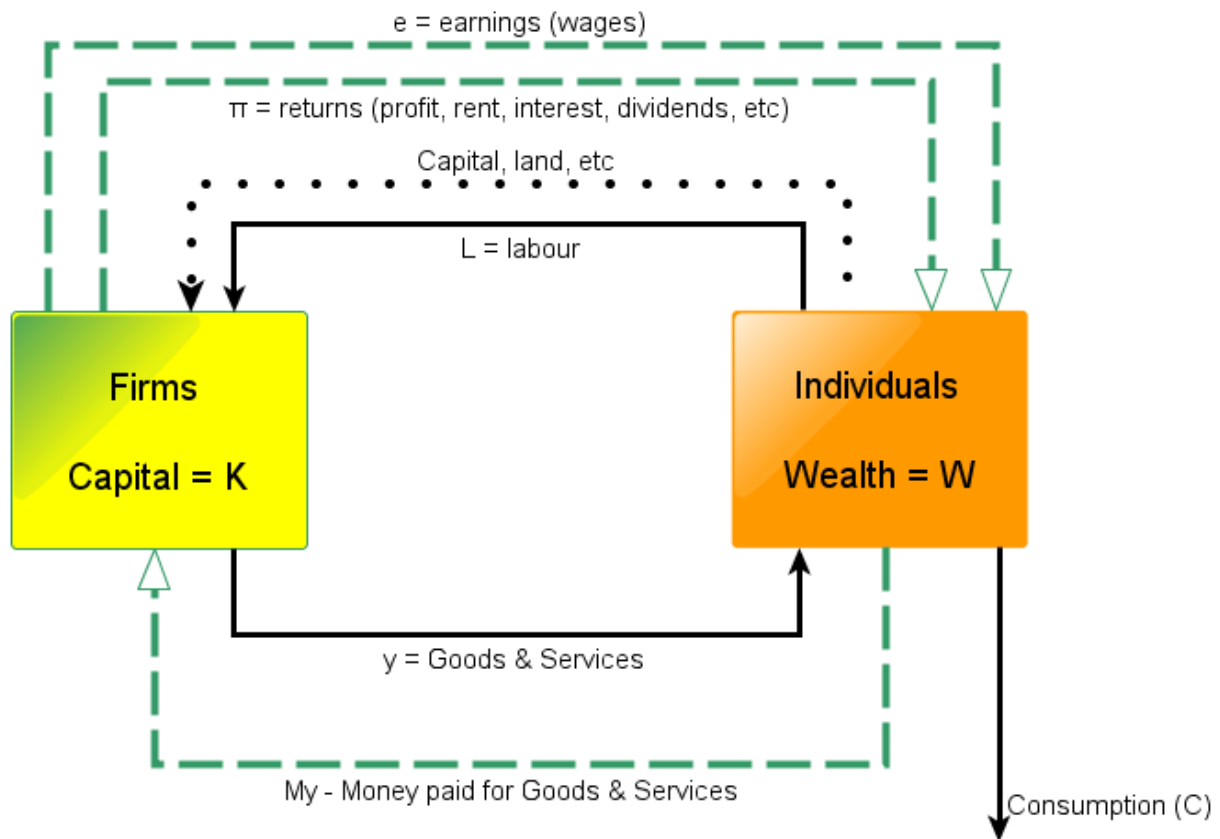 e = earnings (wages)
π = returns (profit, rent, interest, dividends, etc)
Capital, land, etc
L = labour
Firms
Capital = K
Individuals
Wealth = W
y = Goods & Services
My - Money paid for Goods & Services
Consumption (C)